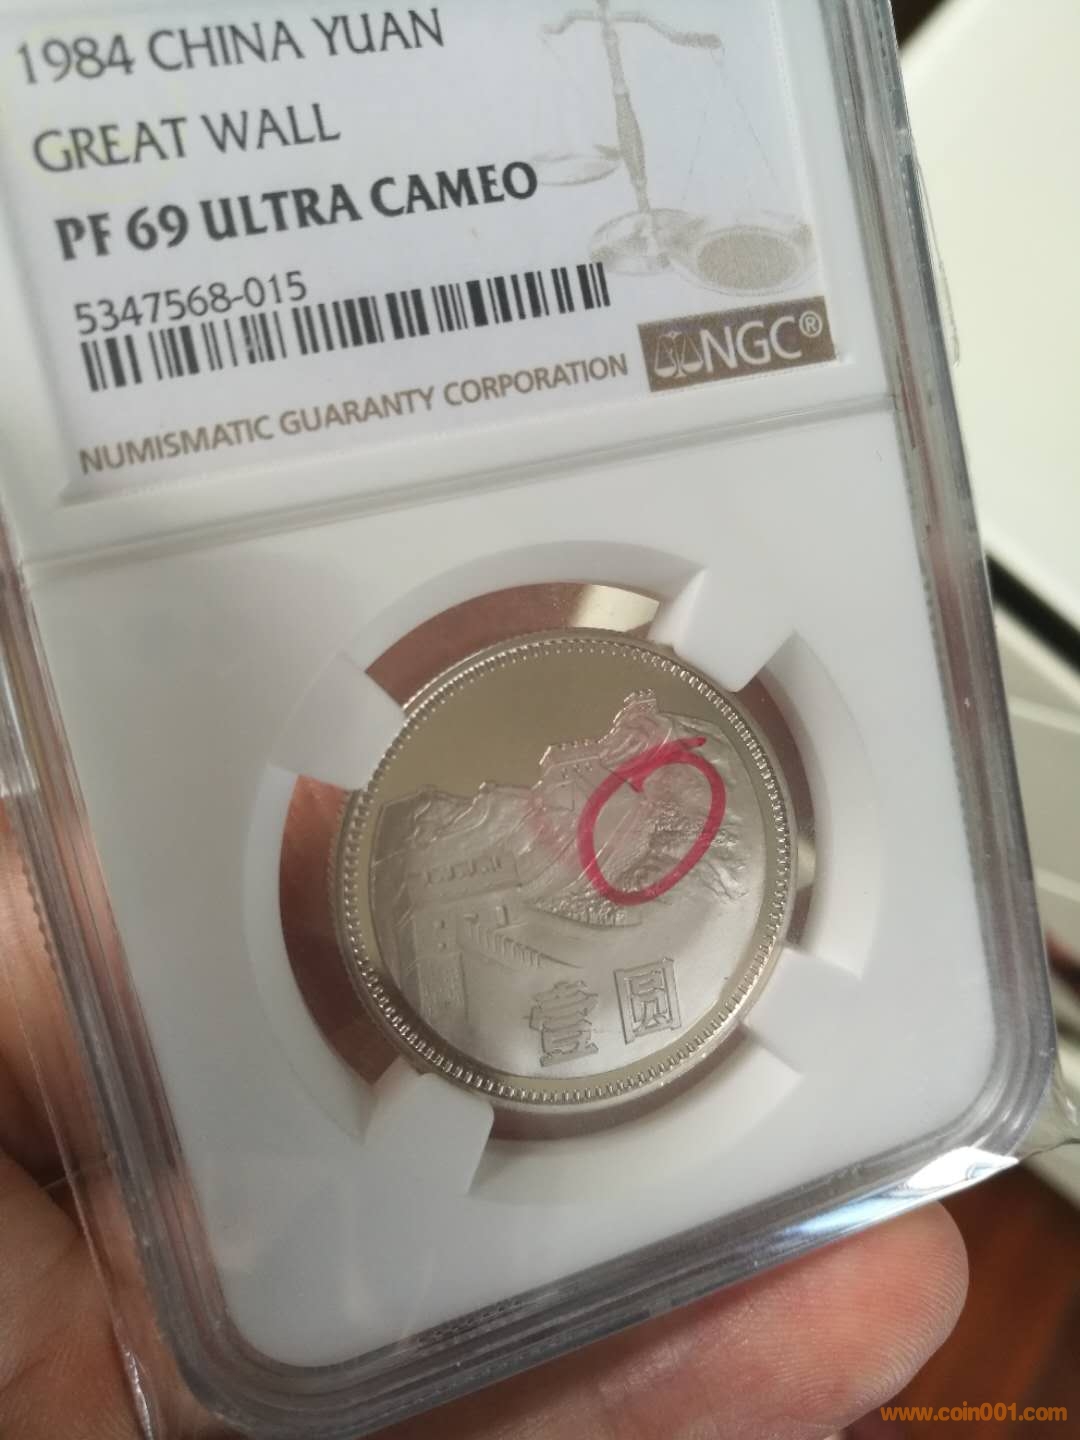 1984 CHINA YUAN
GREAT WALL
PF 69 ULTRA CAMEO
5347568-015
NGC®
NUMISMATIC GUARANTY CORPORATION
壹圆
www.coin001.com